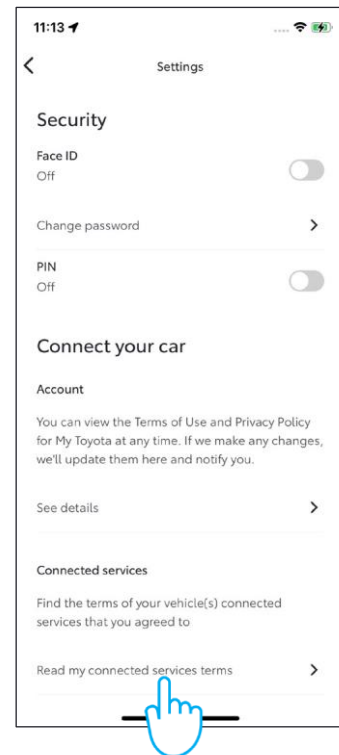 11:13
Settings
Security
Face ID
Off
Change password
PIN
Off
Connect your car
Account
You can view the Terms of Use and Privacy Policy
for My Toyota at any time. If we make any changes,
we'll update them here and notify you.
See details
Connected services
Find the terms of your vehicle(s) connected
services that you agreed to
Read my connected services terms